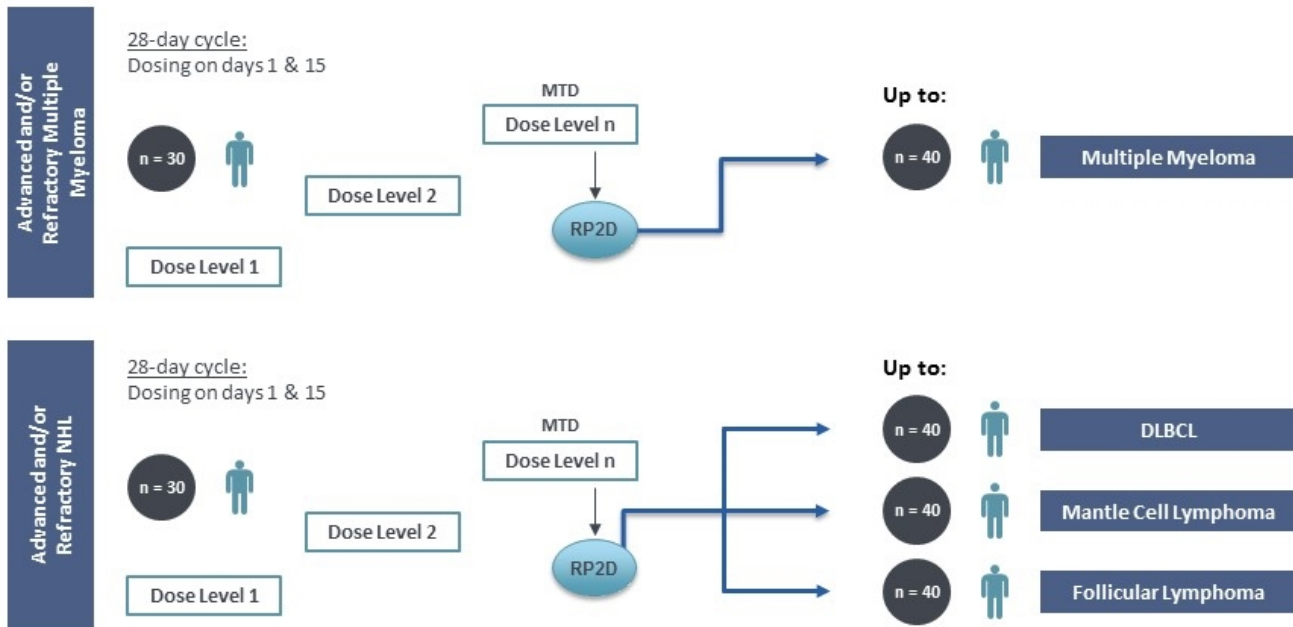 Advanced and/or
Refractory Multiple
Myeloma
28-day cycle:
Dosing on days 1 & 15
n = 30
Dose Level 1
Dose Level 2
MTD
Dose Level n
RP2D
Up to:
n = 40
Multiple Myeloma
Advanced and/or
Refractory NHL
28-day cycle:
Dosing on days 1 & 15
n = 30
Dose Level 1
Dose Level 2
MTD
Dose Level n
RP2D
Up to:
n = 40
DLBCL
n = 40
Mantle Cell Lymphoma
n = 40
Follicular Lymphoma